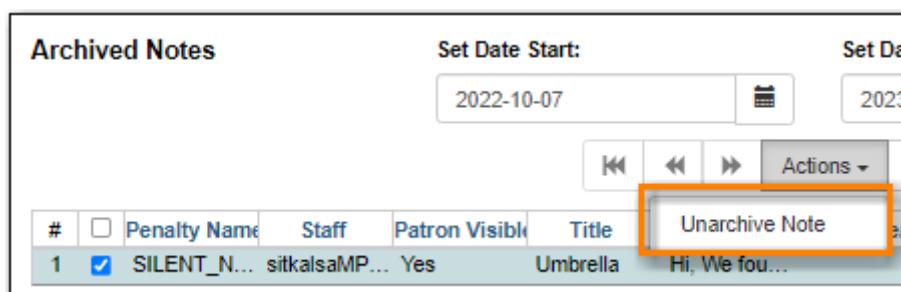 Archived Notes Set Date Start: Set Da
2022-10-07 2023
Actions
Unarchive Note
# Penalty Name Staff Patron Visible Title
1 SILENT_N... sitkalsaMP... Yes Umbrella Hi, We fou...